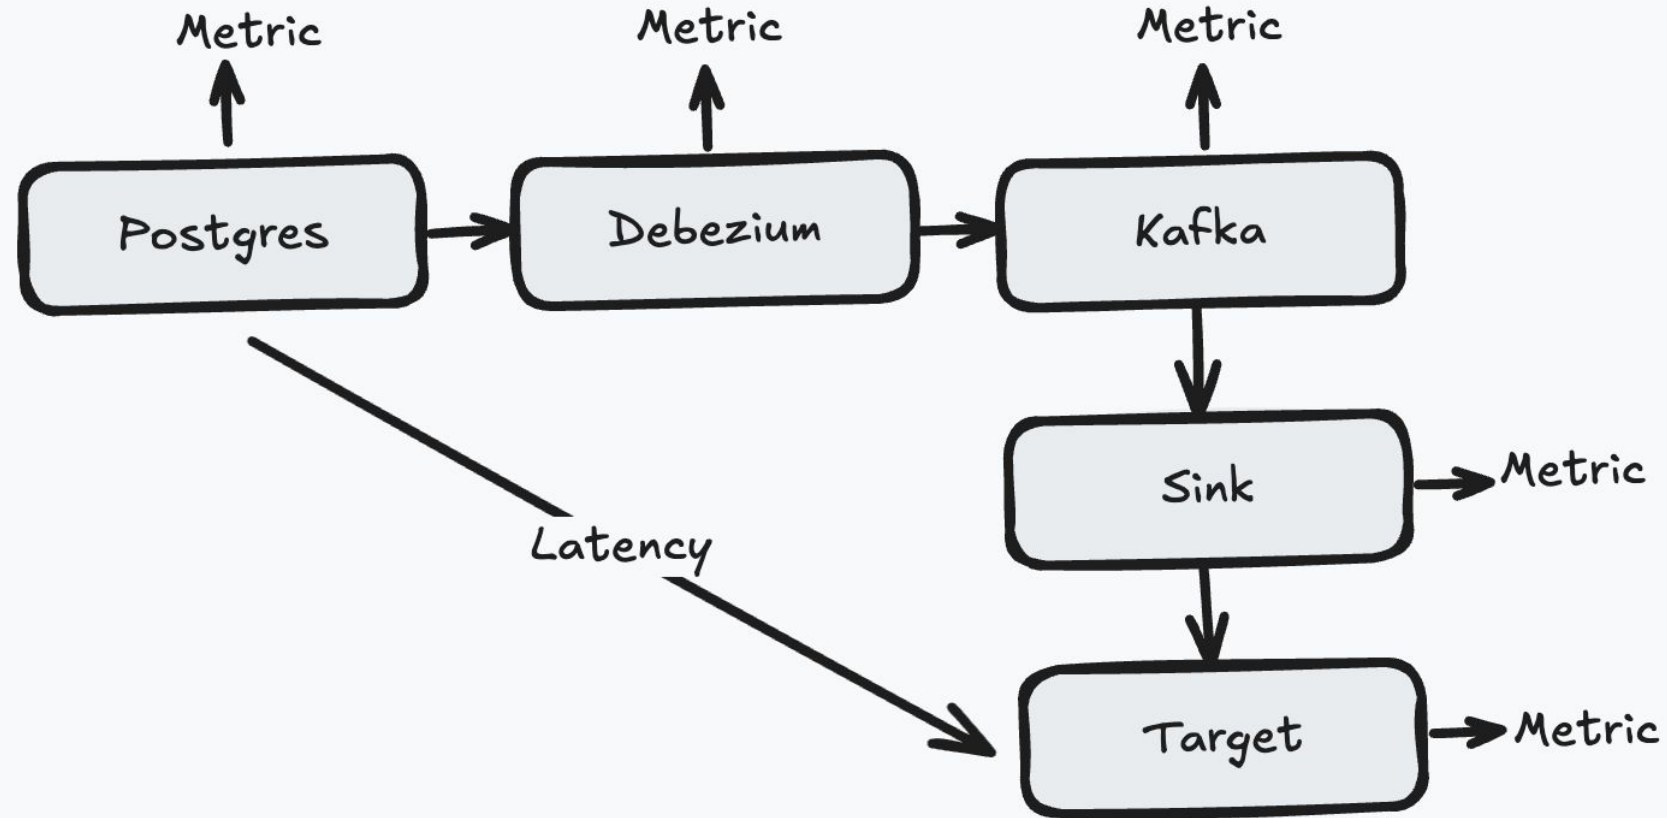 Metric
Metric
Metric
Postgres
Debezium
Kafka
Sink
Metric
Latency
Target
Metric